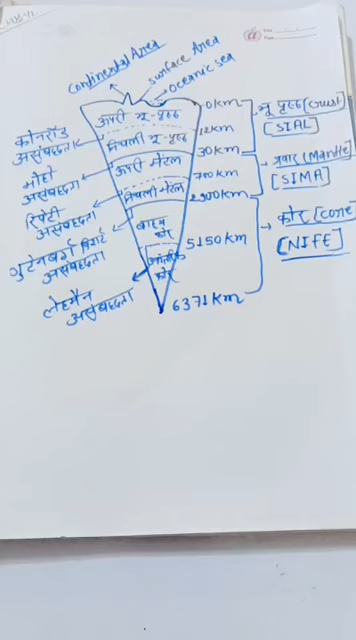 Continental Area
surface Area
oceanic sea
0km
ऊपरी भू-पृष्ठ
12km
निचली भू-पृष्ठ
30km
ऊपरी मेंटल
700km
निचली मेंटल
2900km
बाह्य
कोर
5150km
आंतरिक
कोर
6371km
कोनरॉड
असंबद्धता
मोहो
असंबद्धता
रिपेटी
असंबद्धता
गुटेनबर्ग विचार्ट
असंबद्धता
लेहमैन
असंबद्धता
भू पृष्ठ (Crust)
[SIAL]
(Mantle)
[SIMA]
कोर [Core]
[NIFE]